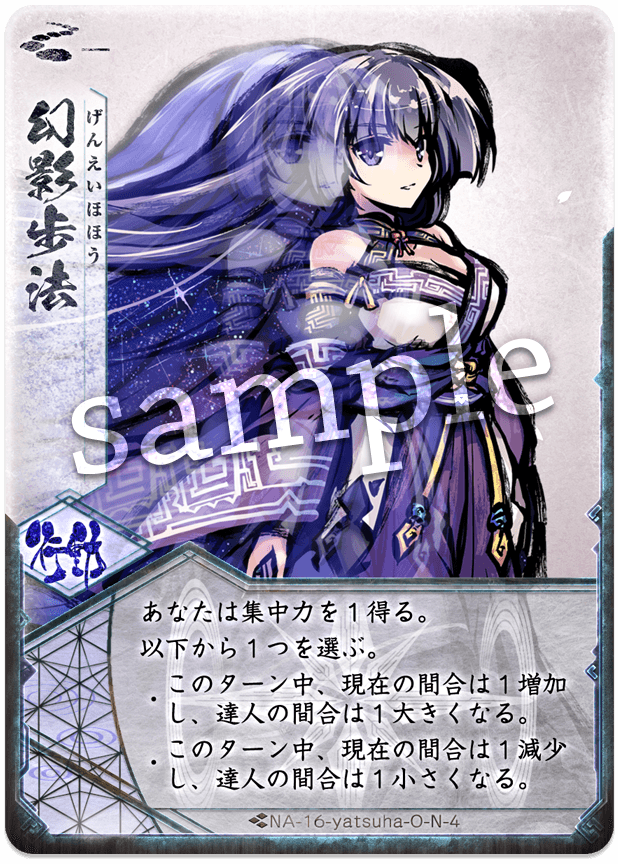 幻影歩法
げんえいほほう
sample
行動
あなたは集中力を1得る。
以下から1つを選ぶ。
・このターン中、現在の間合は1増加
し、達人の間合は1大きくなる。
・このターン中、現在の間合は1減少
し、達人の間合は1小さくなる。
NA-16-yatsuha-O-N-4